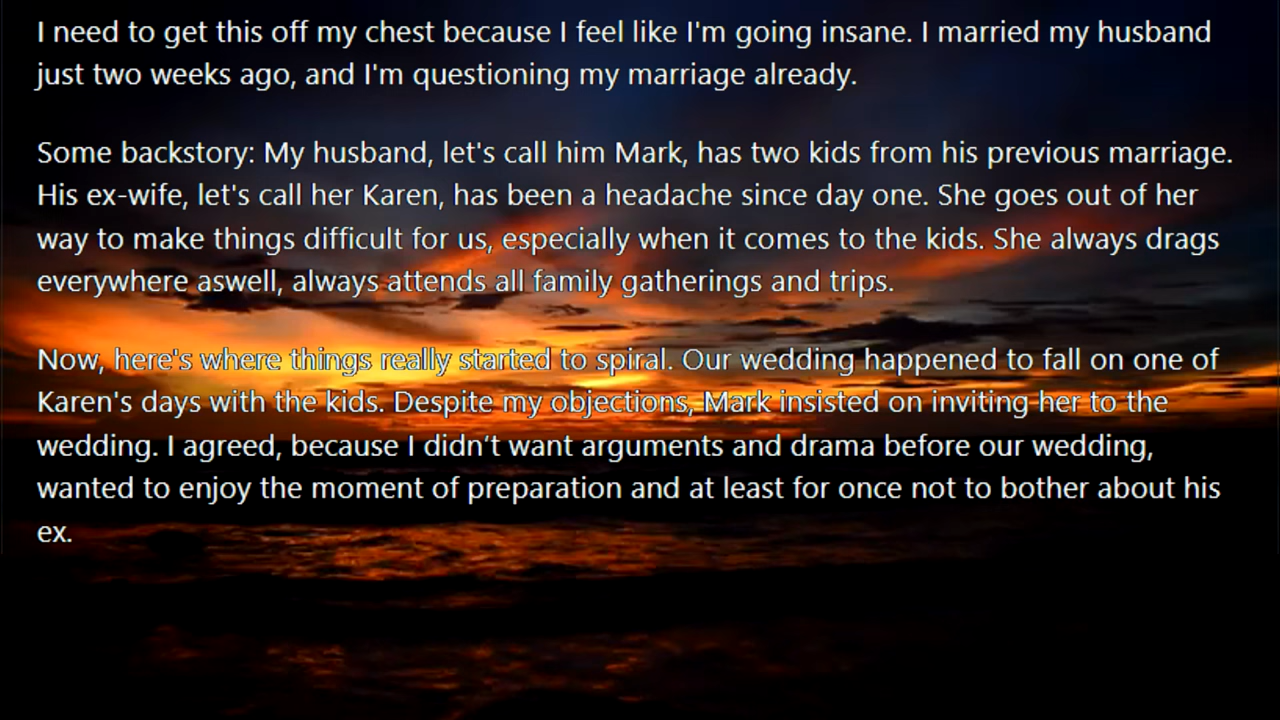 I need to get this off my chest because I feel like I'm going insane. I married my husband
just two weeks ago, and I'm questioning my marriage already.
Some backstory: My husband, let's call him Mark, has two kids from his previous marriage.
His ex-wife, let's call her Karen, has been a headache since day one. She goes out of her
way to make things difficult for us, especially when it comes to the kids. She always drags
everywhere aswell, always attends all family gatherings and trips.
Now, here's where things really started to spiral. Our wedding happened to fall on one of
Karen's days with the kids. Despite my objections, Mark insisted on inviting her to the
wedding. I agreed, because I didn’t want arguments and drama before our wedding,
wanted to enjoy the moment of preparation and at least for once not to bother about his
ex.